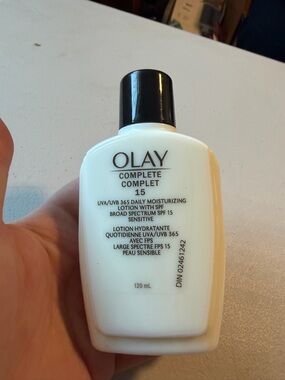 OLAY
COMPLETE
COMPLET
15
UVA/UVB 365 DAILY MOISTURIZING
LOTION WITH SPF
BROAD SPECTRUM SPF 15
SENSITIVE
LOTION HYDRATANTE
QUOTIDIENNE UVA/UVB 365
AVEC FPS
LARGE SPECTRE FPS 15
PEAU SENSIBLE
120 mL
DIN 02461242